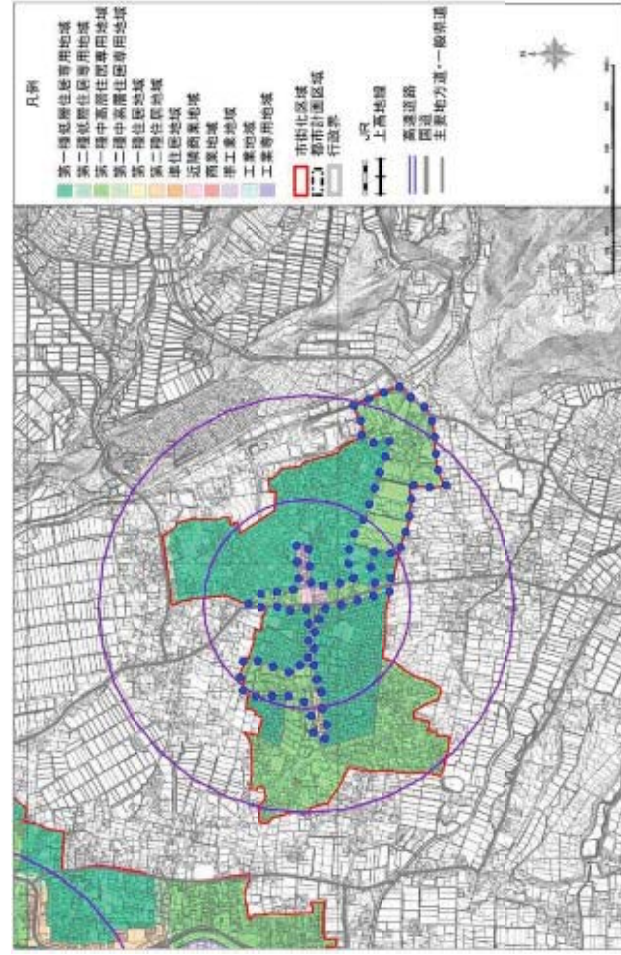 凡例
第一種低層住居専用地域
第二種低層住居専用地域
第一種中高層住居専用地域
第二種中高層住居専用地域
第一種住居地域
第二種住居地域
準住居地域
近隣商業地域
商業地域
準工業地域
工業地域
工業専用地域
市街化区域
都市計画区域
行政界
JR
上高地線
高速道路
国道
主要地方道・一般県道
N